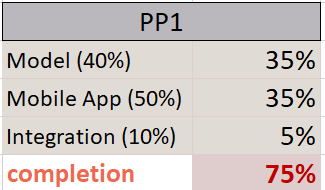 PP1
Model (40%) 35%
Mobile App (50%) 35%
Integration (10%) 5%
completion 75%